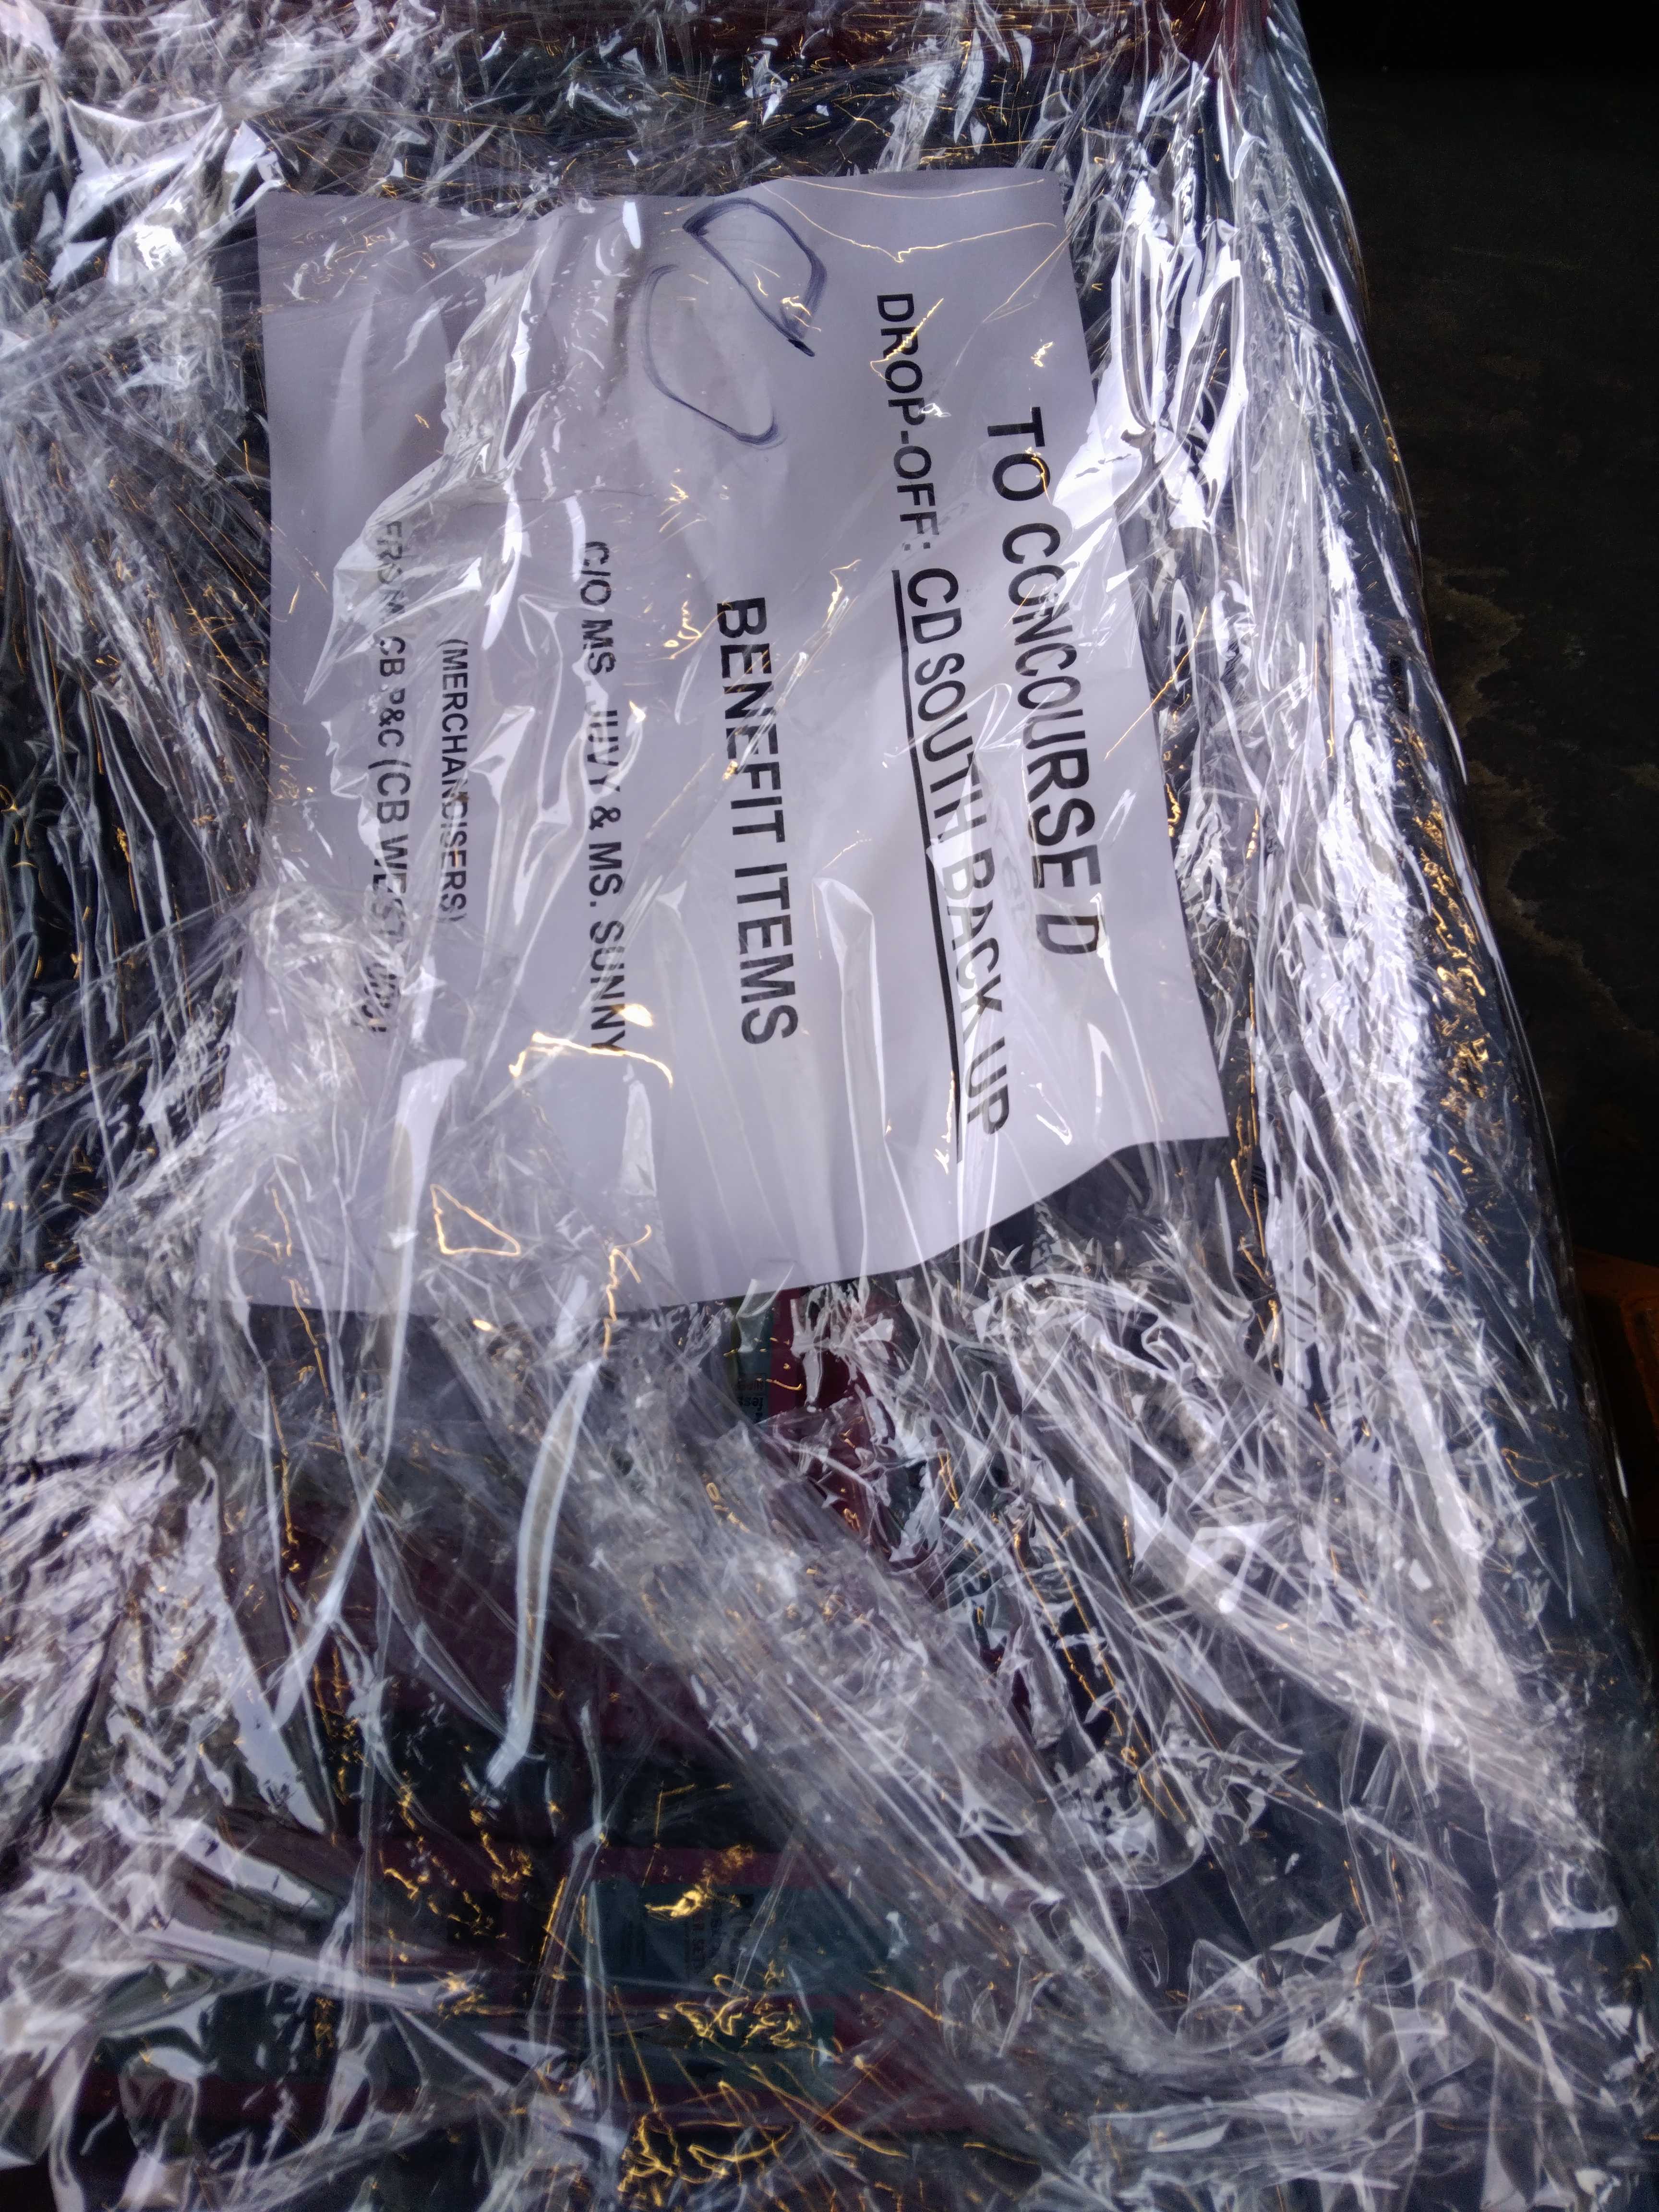 TO CONCOURSE D
DROP-OFF: CD SOUTH BACK UP
BENEFIT ITEMS
C/O MS. JUVY & MS. SUNNY
(MERCHANDISERS)
FROM: CB P&C (CB WEST